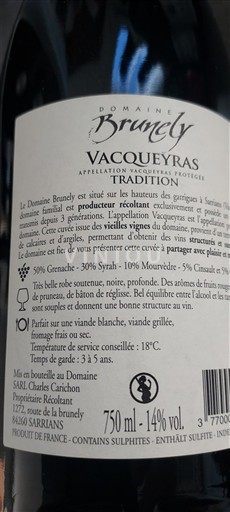 DOMAINE
Brunely
VACQUEYRAS
APPELLATION VACQUEYRAS PROTÉGÉE
TRADITION
Le Domaine Brunely est situé sur les hauteurs des garrigues à Sarrians
domaine familial est producteur récoltant exclusivement et possède un
transmis depuis 3 générations. L'appellation Vacqueyras est l'appellation
domaine. Cette cuvée issue des vieilles vignes du domaine, provient d'un
de calcaires et d'argiles, permettant d'obtenir des vins structurés et
Le domaine est fier de vous présenter cette cuvée à partager avec plaisir et
50% Grenache - 30% Syrah - 10% Mourvèdre - 5% Cinsault et 5%
Très belle robe soutenue, noire, profonde. Des arômes de fruits rouges
de pruneau, de bâton de réglisse. Bel équilibre entre l'alcool et les
sont souples et donnent une bonne structure au vin.
Parfait sur une viande blanche, viande grillée,
fromage frais ou sec.
Température de service conseillée : 18°C.
Temps de garde : 3 à 5 ans.
Mis en bouteille au Domaine
SARL Charles Carichon
Propriétaire Récoltant
1272, route de la brunely
84260 SARRIANS
BRUNELY
750 ml - 14% vol.
3 77000
PRODUIT DE FRANCE - CONTAINS SULPHITES - ENTHÄLT SULFITE - INDE